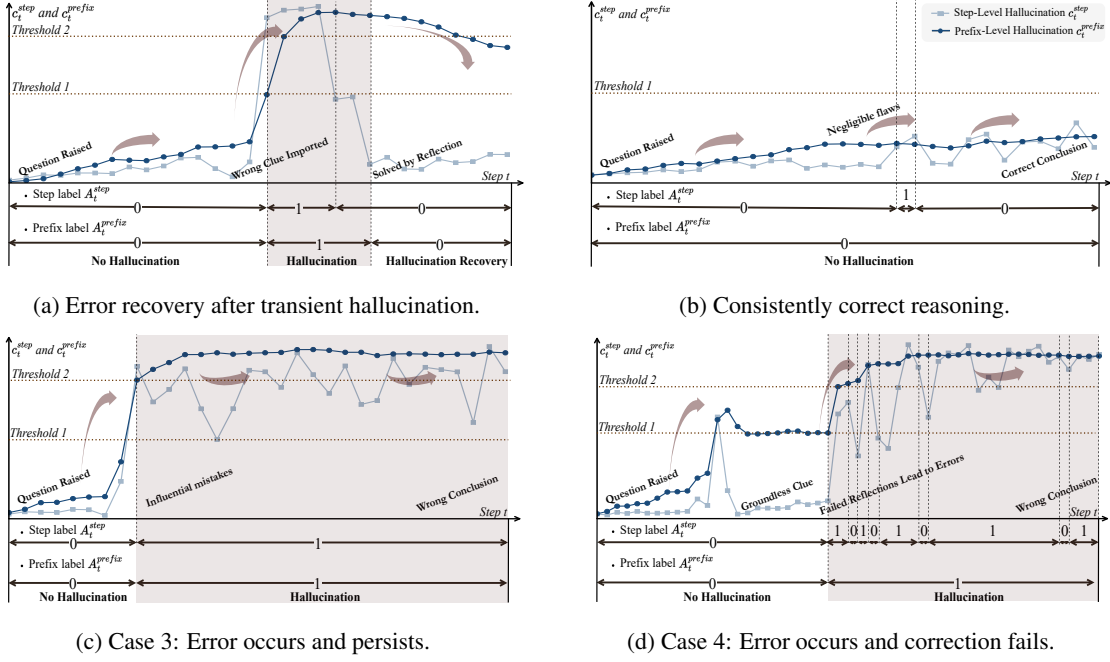 c_t^step and c_t^prefix
Threshold 2
Threshold 1
Question Raised
Wrong Clue Imported
Solved by Reflection
Step t
· Step label A_t^step
0 1 0
· Prefix label A_t^prefix
0 1 0
No Hallucination Hallucination Hallucination Recovery
(a) Error recovery after transient hallucination.
c_t^step and c_t^prefix
Step-Level Hallucination c_t^step
Prefix-Level Hallucination c_t^prefix
Threshold 1
Question Raised
Negligible flaws
Correct Conclusion
Step t
· Step label A_t^step
0 1 0
· Prefix label A_t^prefix
0
No Hallucination
(b) Consistently correct reasoning.
c_t^step and c_t^prefix
Threshold 2
Threshold 1
Question Raised
Influential mistakes
Wrong Conclusion
Step t
· Step label A_t^step
0 1
· Prefix label A_t^prefix
0 1
No Hallucination Hallucination
(c) Case 3: Error occurs and persists.
c_t^step and c_t^prefix
Threshold 2
Threshold 1
Question Raised
Groundless Clue
Failed Reflections Lead to Errors
Wrong Conclusion
Step t
· Step label A_t^step
0 1 0 1 0 1 0 1 0 1
· Prefix label A_t^prefix
0 1
No Hallucination Hallucination
(d) Case 4: Error occurs and correction fails.